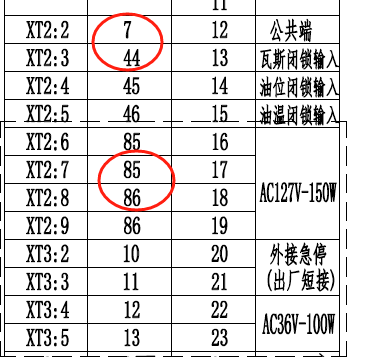 11
XT2:2 7 12 公共端
XT2:3 44 13 瓦斯闭锁输入
XT2:4 45 14 油位闭锁输入
XT2:5 46 15 油温闭锁输入
XT2:6 85 16
XT2:7 85 17
XT2:8 86 18 AC127V-150W
XT2:9 86 19
XT3:2 10 20 外接急停
XT3:3 11 21 (出厂短接)
XT3:4 12 22 AC36V-100W
XT3:5 13 23